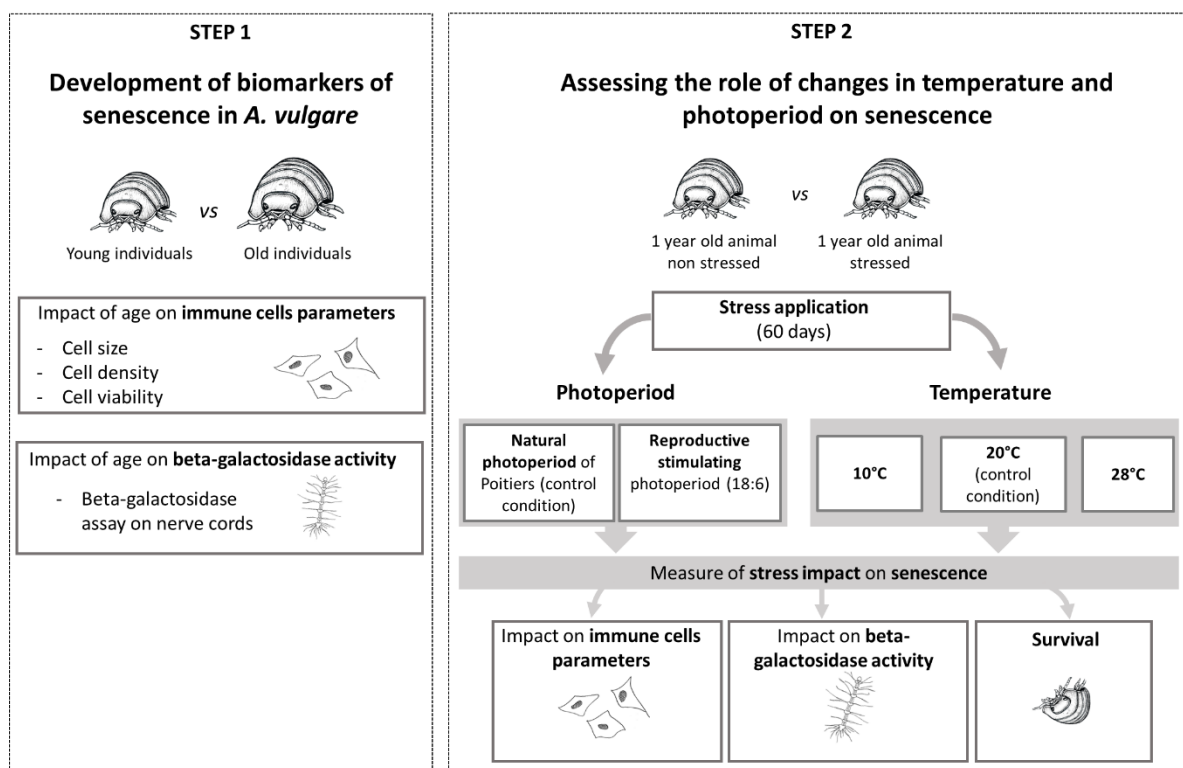 STEP 1
Development of biomarkers of
senescence in A. vulgare
vs
Young individuals
Old individuals
Impact of age on immune cells parameters
- Cell size
- Cell density
- Cell viability
Impact of age on beta-galactosidase activity
- Beta-galactosidase
assay on nerve cords
STEP 2
Assessing the role of changes in temperature and
photoperiod on senescence
vs
1 year old animal
non stressed
1 year old animal
stressed
Stress application
(60 days)
Photoperiod
Temperature
Natural
photoperiod of
Poitiers (control
condition)
Reproductive
stimulating
photoperiod (18:6)
10°C
20°C
(control
condition)
28°C
Measure of stress impact on senescence
Impact on immune cells
parameters
Impact on beta-
galactosidase activity
Survival